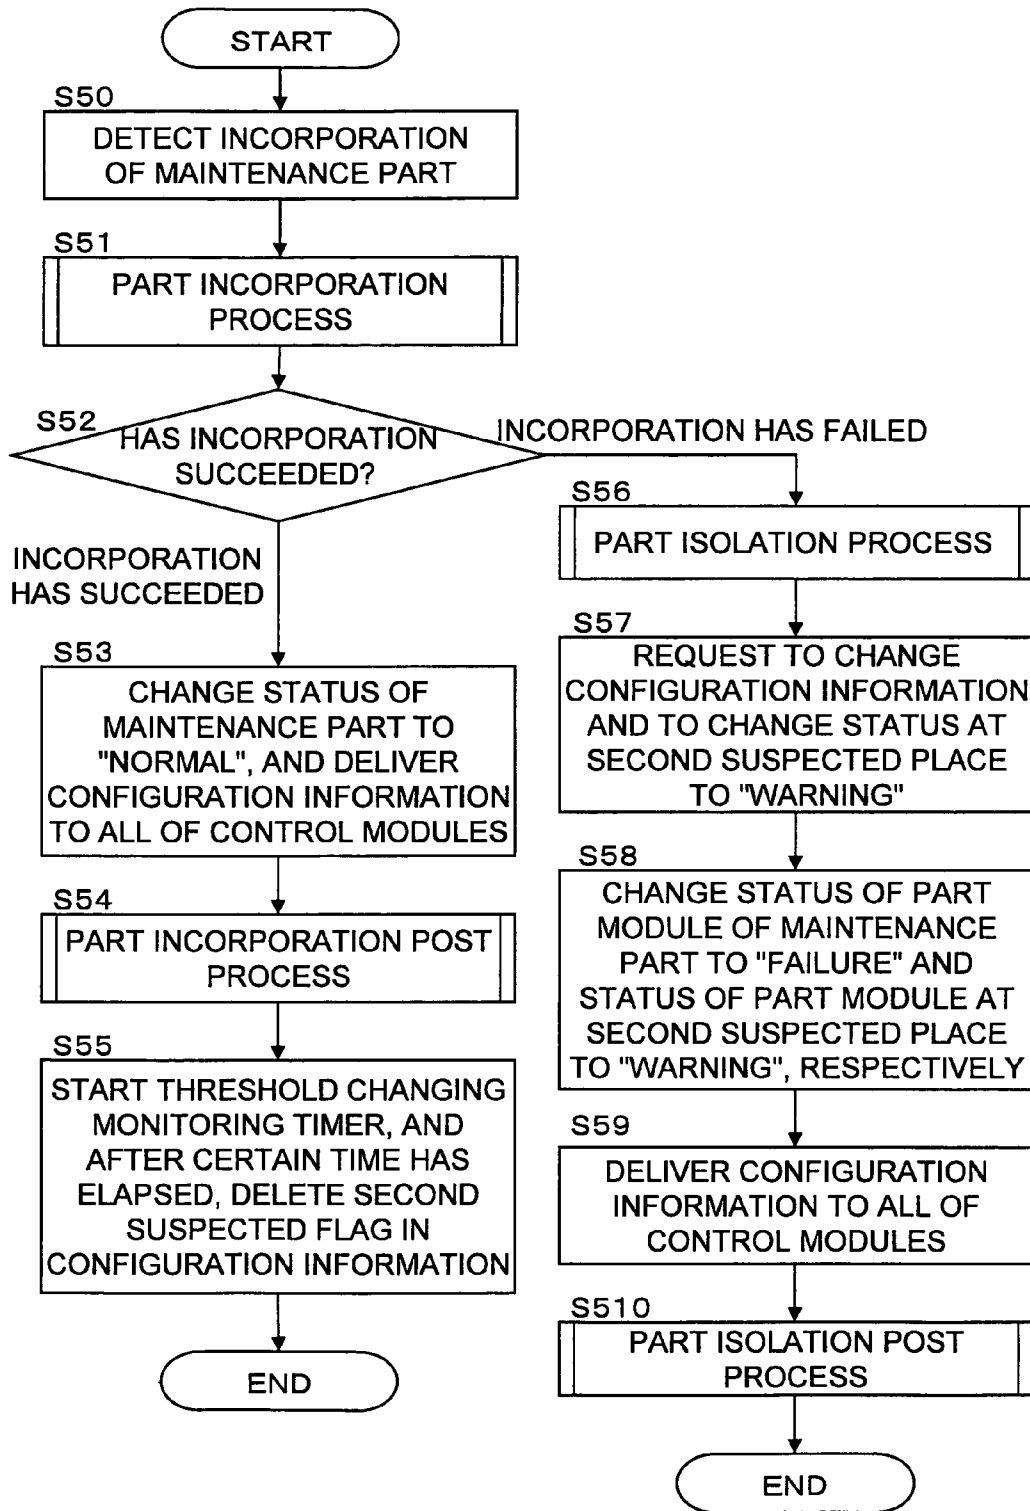 START
S50
DETECT INCORPORATION
OF MAINTENANCE PART
S51
PART INCORPORATION
PROCESS
S52
HAS INCORPORATION
SUCCEEDED?
INCORPORATION HAS FAILED
INCORPORATION
HAS SUCCEEDED
S53
CHANGE STATUS OF
MAINTENANCE PART TO
"NORMAL", AND DELIVER
CONFIGURATION INFORMATION
TO ALL OF CONTROL MODULES
S54
PART INCORPORATION POST
PROCESS
S55
START THRESHOLD CHANGING
MONITORING TIMER, AND
AFTER CERTAIN TIME HAS
ELAPSED, DELETE SECOND
SUSPECTED FLAG IN
CONFIGURATION INFORMATION
END
S56
PART ISOLATION PROCESS
S57
REQUEST TO CHANGE
CONFIGURATION INFORMATION
AND TO CHANGE STATUS AT
SECOND SUSPECTED PLACE
TO "WARNING"
S58
CHANGE STATUS OF PART
MODULE OF MAINTENANCE
PART TO "FAILURE" AND
STATUS OF PART MODULE AT
SECOND SUSPECTED PLACE
TO "WARNING", RESPECTIVELY
S59
DELIVER CONFIGURATION
INFORMATION TO ALL OF
CONTROL MODULES
S510
PART ISOLATION POST
PROCESS
END